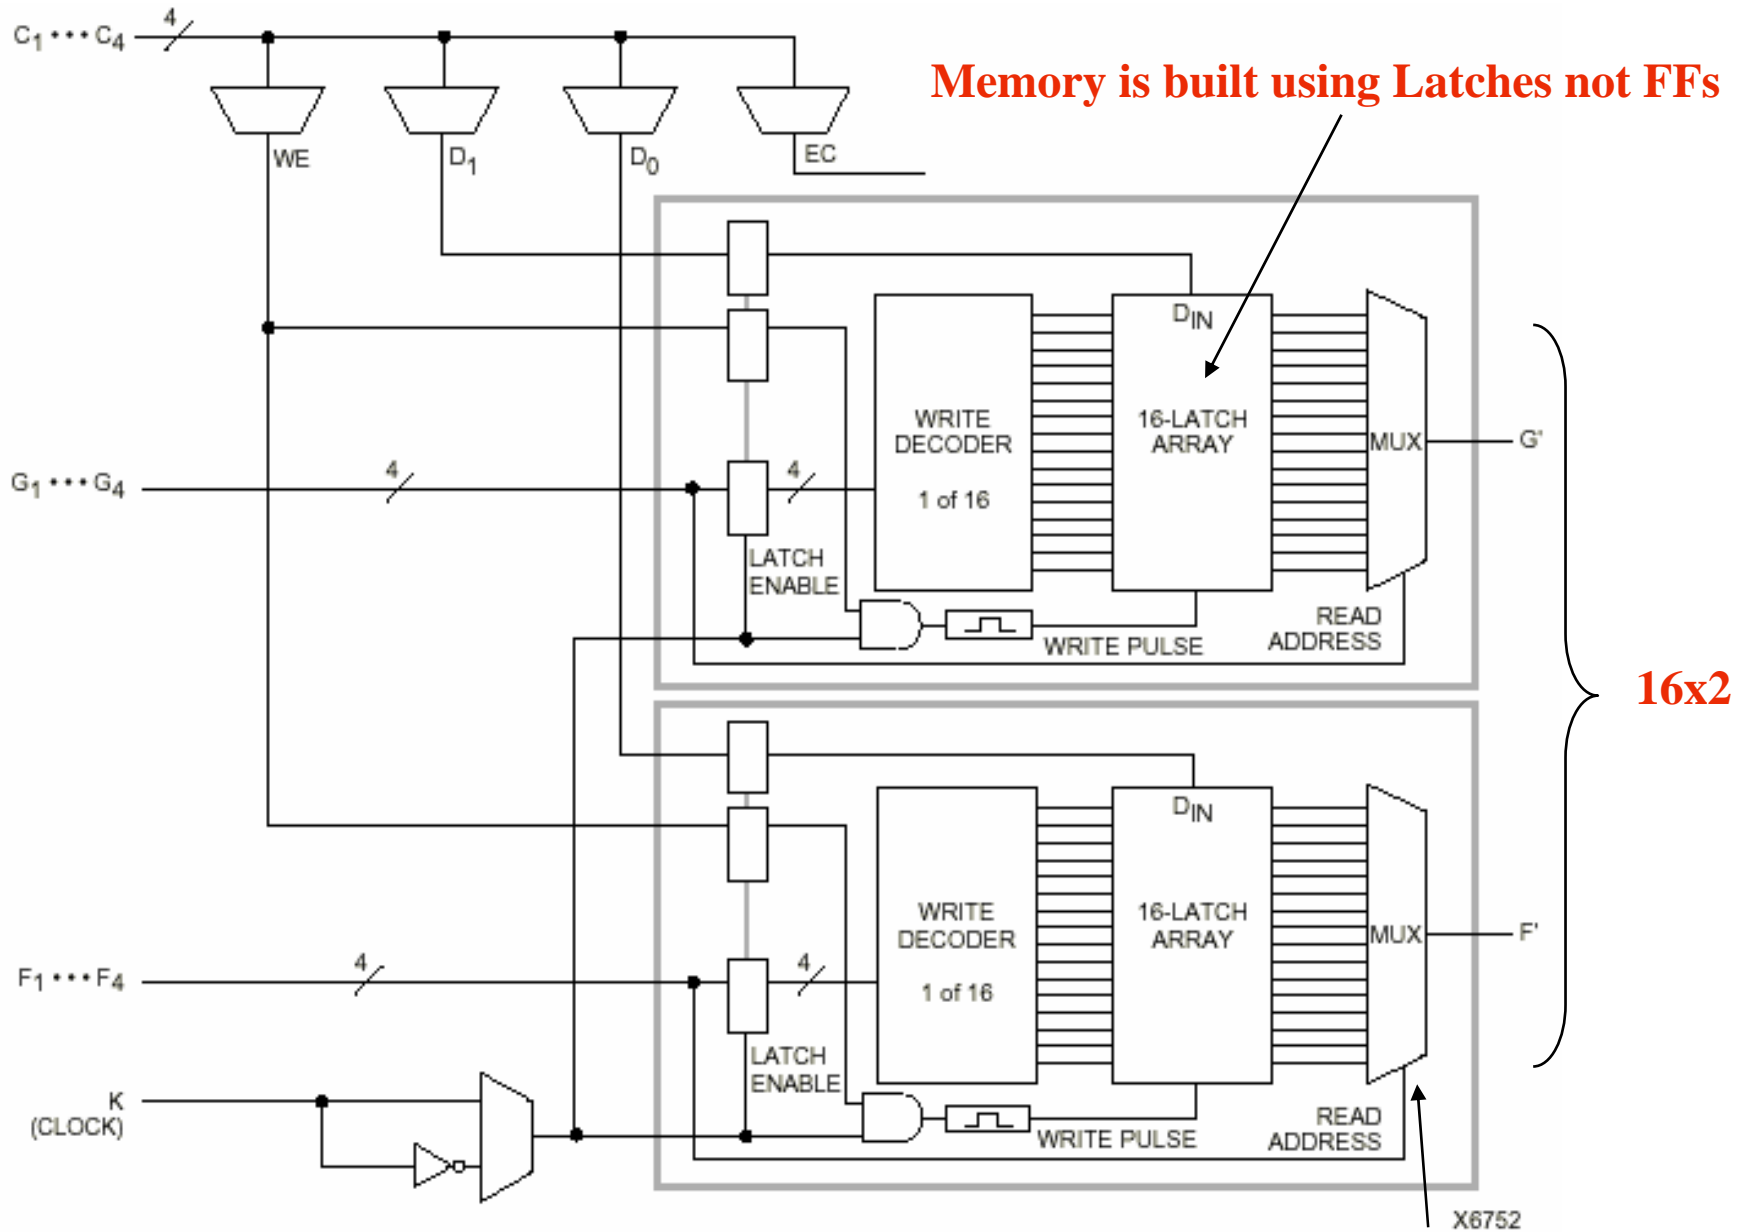 C1 • • • C4
4
Memory is built using Latches not FFs
WE
D1
D0
EC
DIN
WRITE
DECODER
1 of 16
16-LATCH
ARRAY
MUX
G'
G1 • • • G4
4
4
LATCH
ENABLE
WRITE PULSE
READ
ADDRESS
16x2
DIN
WRITE
DECODER
1 of 16
16-LATCH
ARRAY
MUX
F'
F1 • • • F4
4
4
LATCH
ENABLE
K
(CLOCK)
WRITE PULSE
READ
ADDRESS
X6752